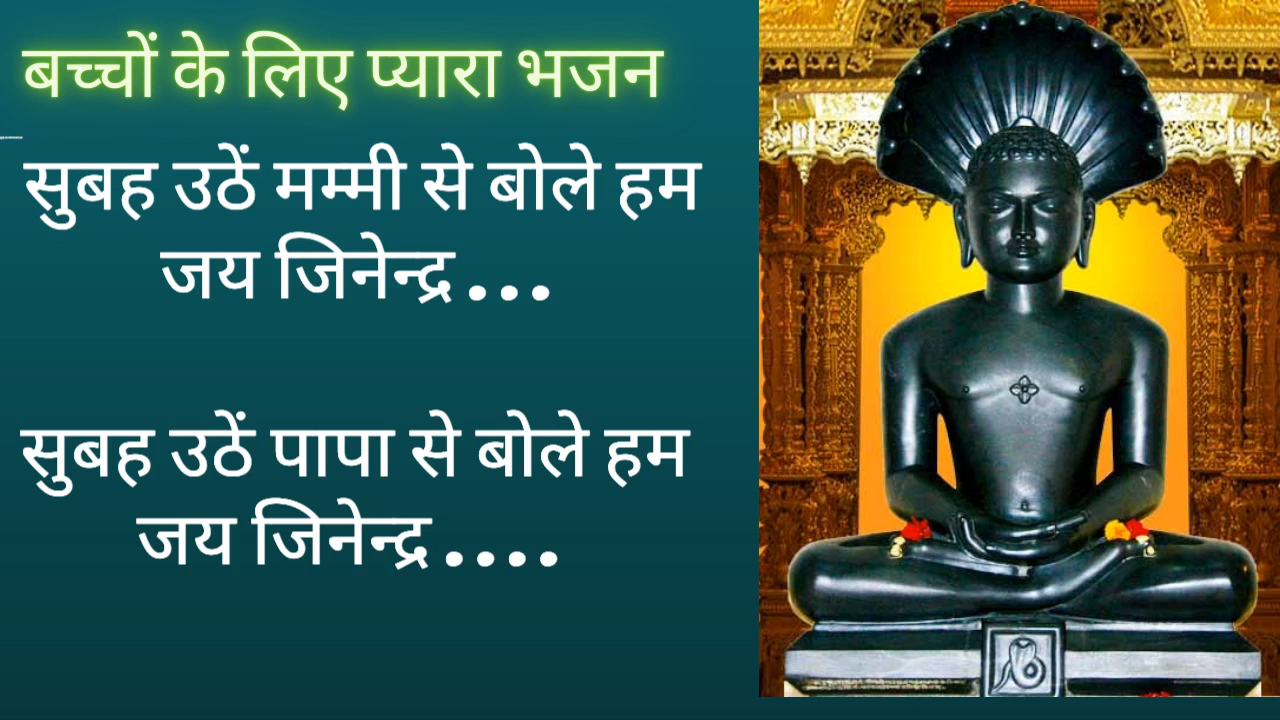 बच्चों के लिए प्यारा भजन
सुबह उठें मम्मी से बोले हम
जय जिनेन्द्र...
सुबह उठें पापा से बोले हम
जय जिनेन्द्र....